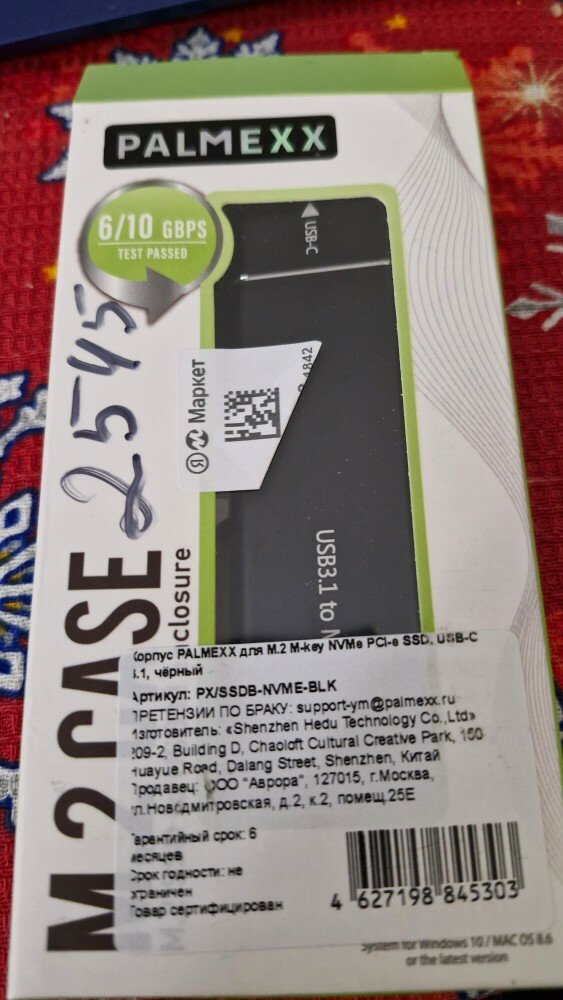 PALMEXX
6/10 GBPS
TEST PASSED
USB-C
2545
Я Маркет
4842
USB3.1 to
M.2 CASE
closure
Корпус PALMEXX для M.2 M-key NVMe PCI-e SSD, USB-C
3.1, чёрный
Артикул: PX/SSDB-NVME-BLK
ПРЕТЕНЗИИ ПО БРАКУ: support-ym@palmexx.ru
Изготовитель: «Shenzhen Hedu Technology Co.,Ltd»
209-2, Building D, Chaoloft Cultural Creative Park, 150
Huayue Road, Dalang Street, Shenzhen, Китай
Продавец: ООО "Аврора", 127015, г.Москва,
ул.Новодмитровская, д.2, к.2, помещ.25Е
Гарантийный срок: 6
месяцев
Срок годности: не
ограничен
Товар сертифицирован
4 627198 845303
System for Windows 10 / MAC OS 8.6
or the latest version